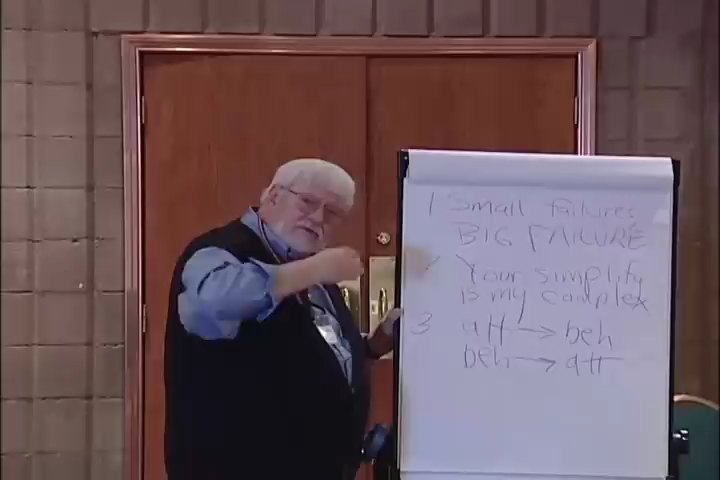 1 Small failures
BIG FAILURE
Your simplify
is my complex
3 att → beh
beh → att